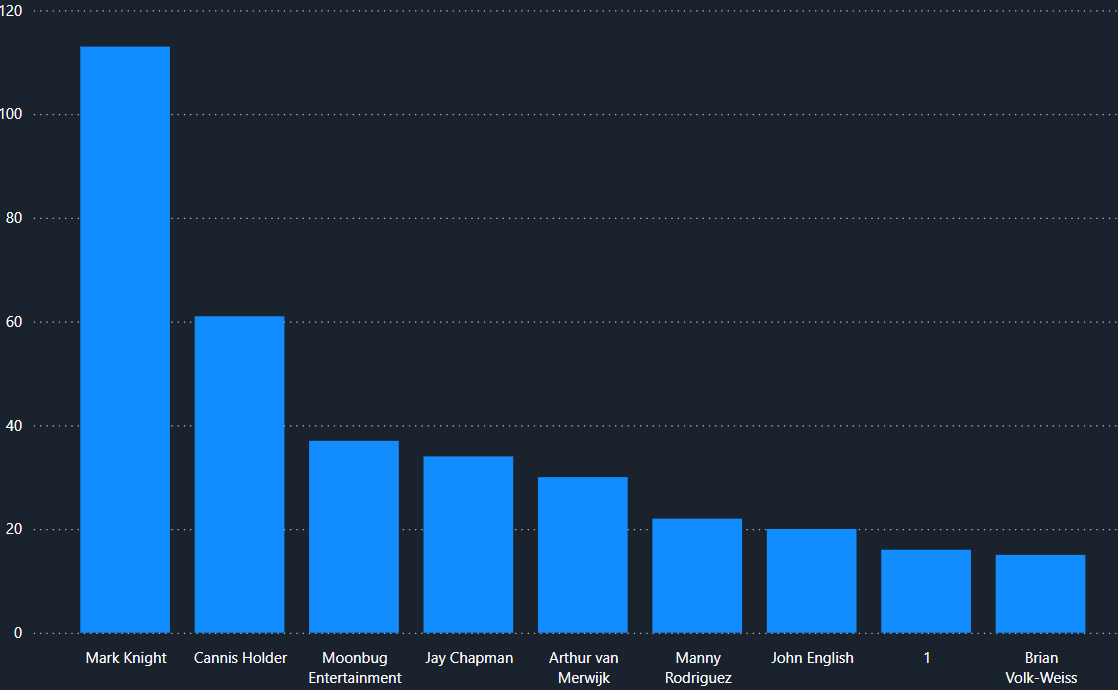 120
100
80
60
40
20
0
Mark Knight
Cannis Holder
Moonbug
Entertainment
Jay Chapman
Arthur van
Merwijk
Manny
Rodriguez
John English
1
Brian
Volk-Weiss